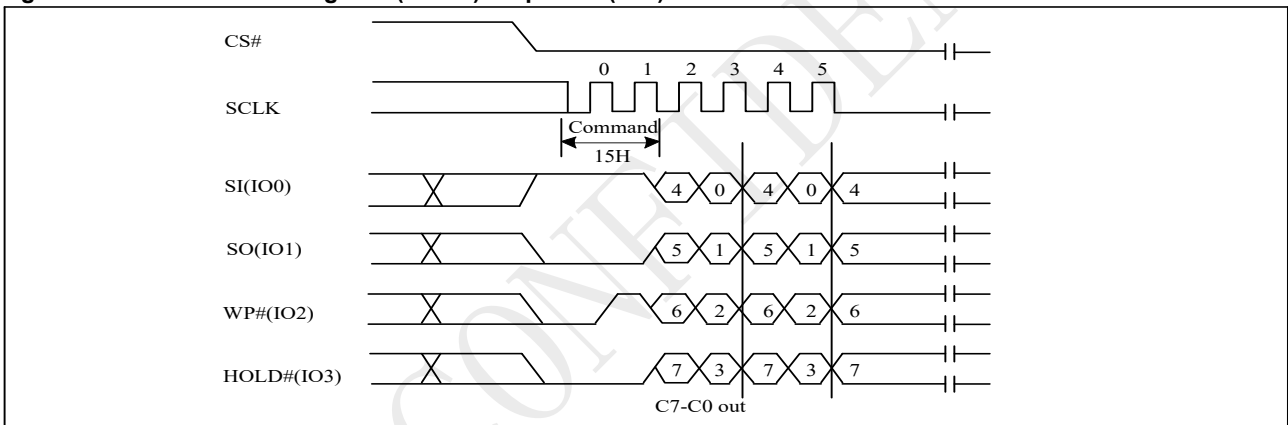 CS#
0 1 2 3 4 5
SCLK
Command
15H
SI(IO0) 4 0 4 0 4
SO(IO1) 5 1 5 1 5
WP#(IO2) 6 2 6 2 6
HOLD#(IO3) 7 3 7 3 7
C7-C0 out
CONFIDEN